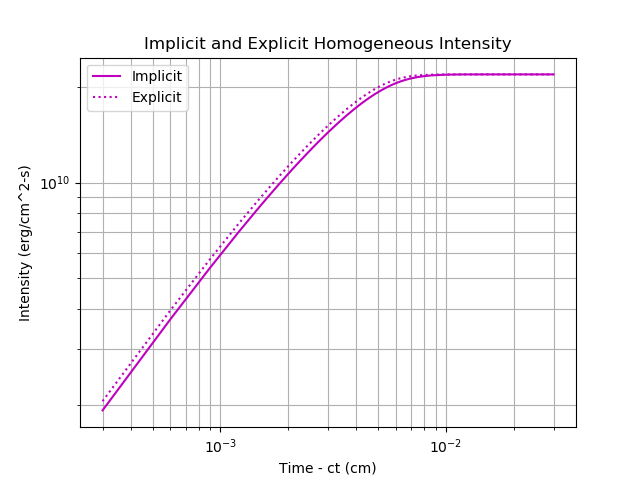 Implicit and Explicit Homogeneous Intensity
Implicit
Explicit
Intensity (erg/cm^2-s)
10^10
10^-3
10^-2
Time - ct (cm)